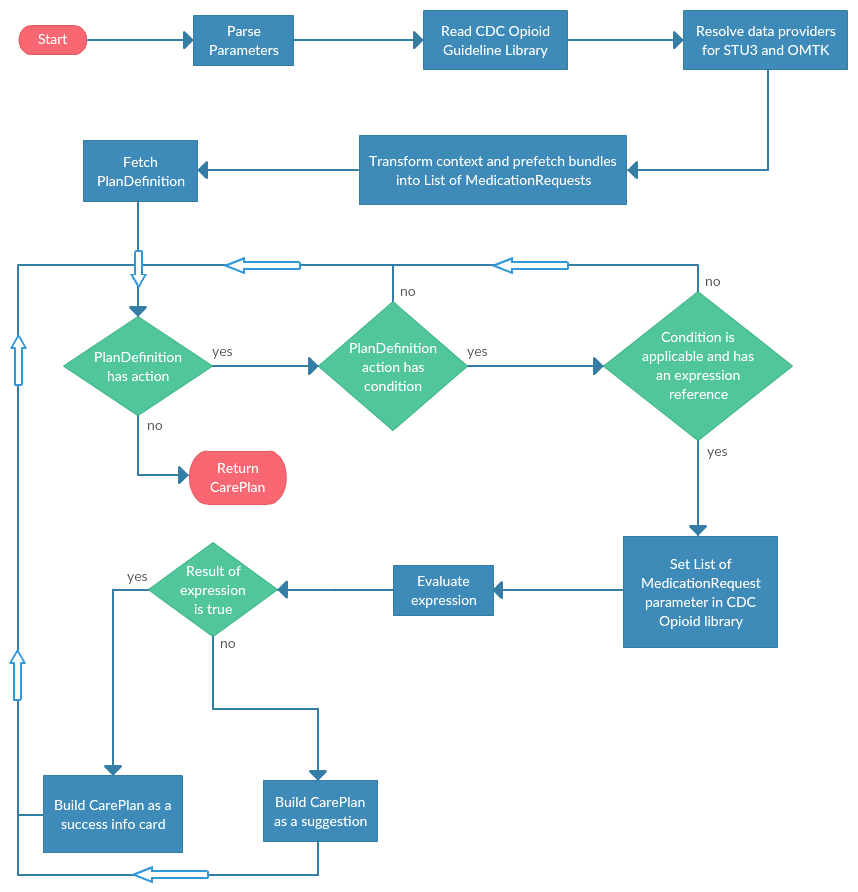 Start
Parse
Parameters
Read CDC Opioid
Guideline Library
Resolve data providers
for STU3 and OMTK
Fetch
PlanDefinition
Transform context and prefetch bundles
into List of MedicationRequests
no
no
PlanDefinition
has action
yes
PlanDefinition
action has
condition
yes
Condition is
applicable and has
an expression
reference
no
yes
Return
CarePlan
Result of
expression
is true
yes
no
Evaluate
expression
Set List of
MedicationRequest
parameter in CDC
Opioid library
Build CarePlan as a
success info card
Build CarePlan
as a suggestion